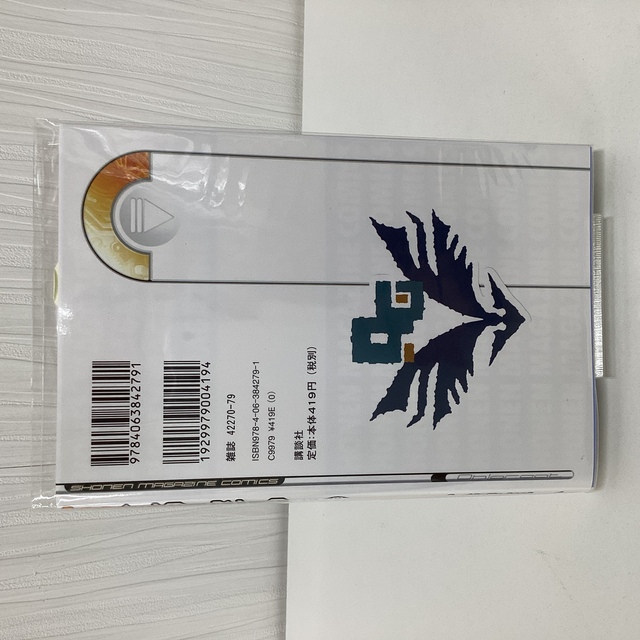 9784063842791
1929979004194
雑誌 42270-79
ISBN978-4-06-384279-1
C9979 ¥419E (0)
講談社
定価:本体419円(税別)
SHONEN MAGAZINE COMICS